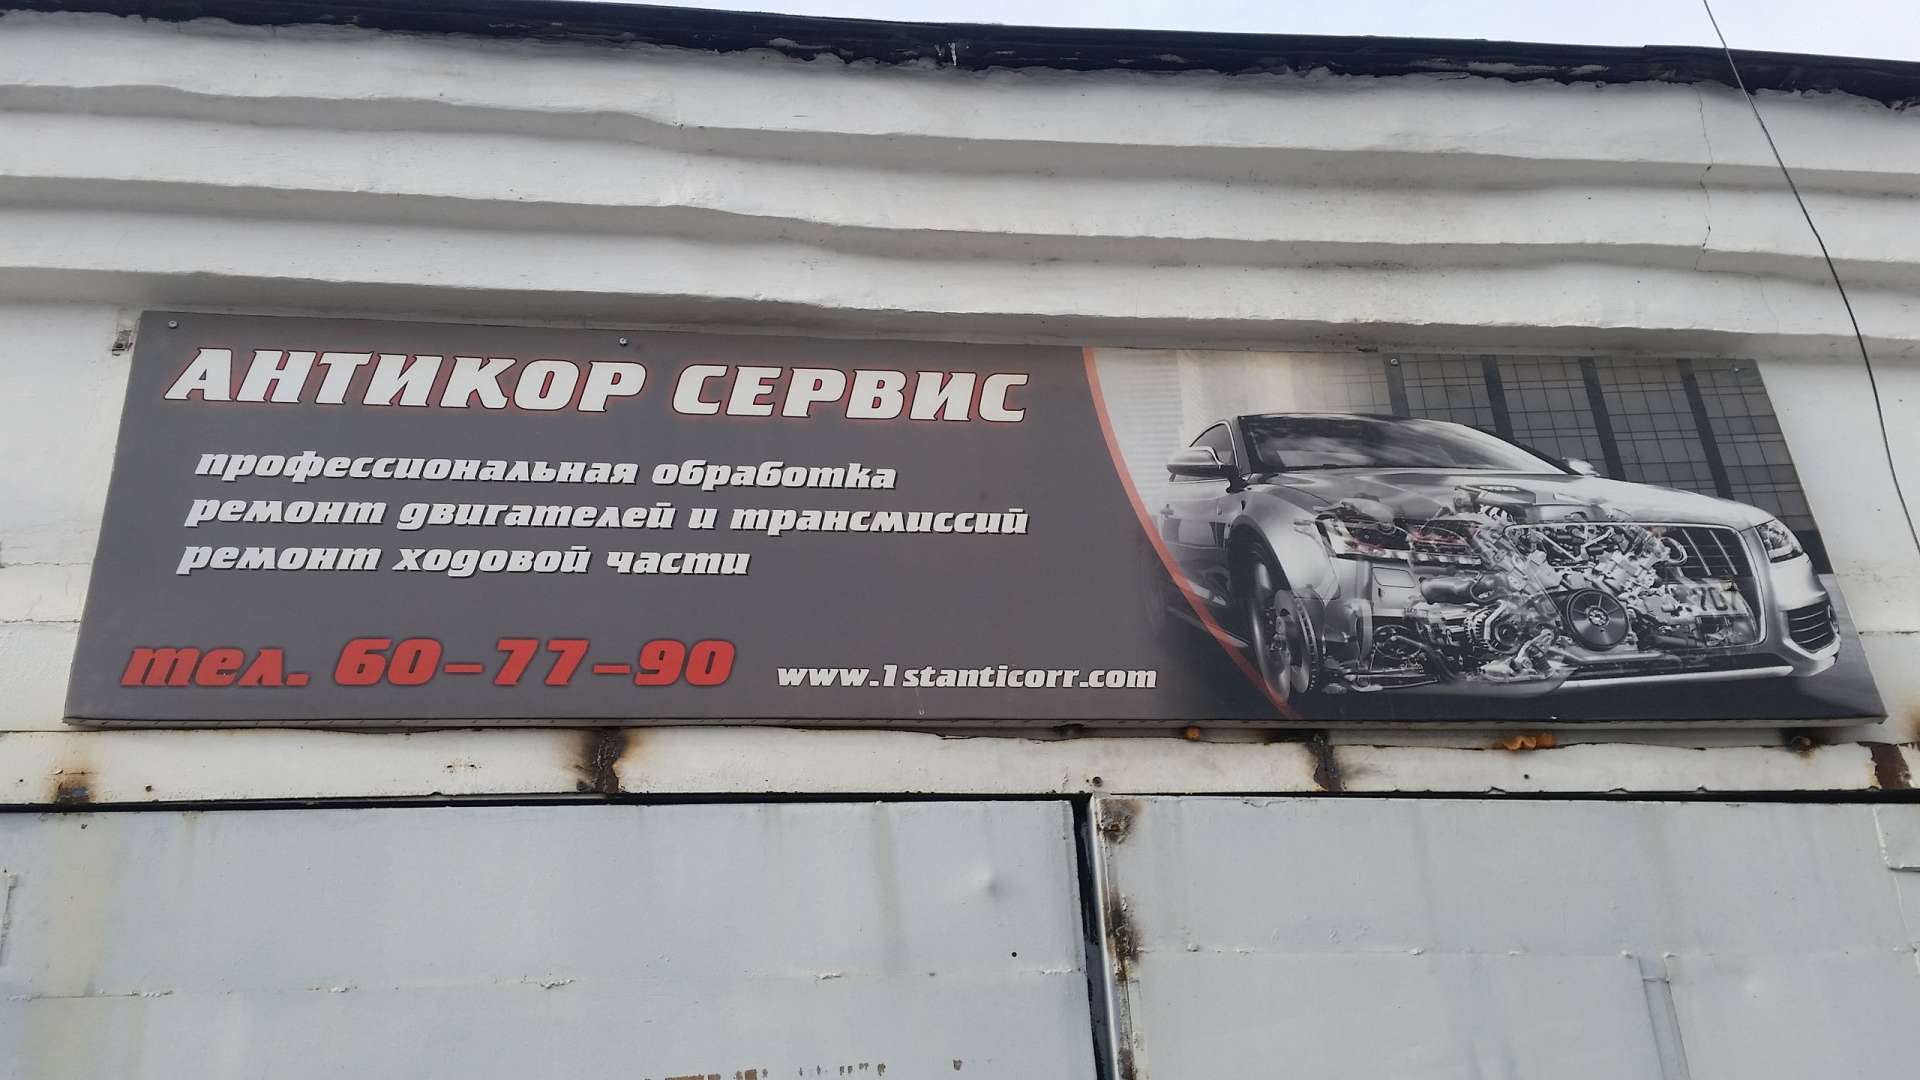 АНТИКОР СЕРВИС
профессиональная обработка
ремонт двигателей и трансмиссий
ремонт ходовой части
тел. 60-77-90
www.1stanticorr.com